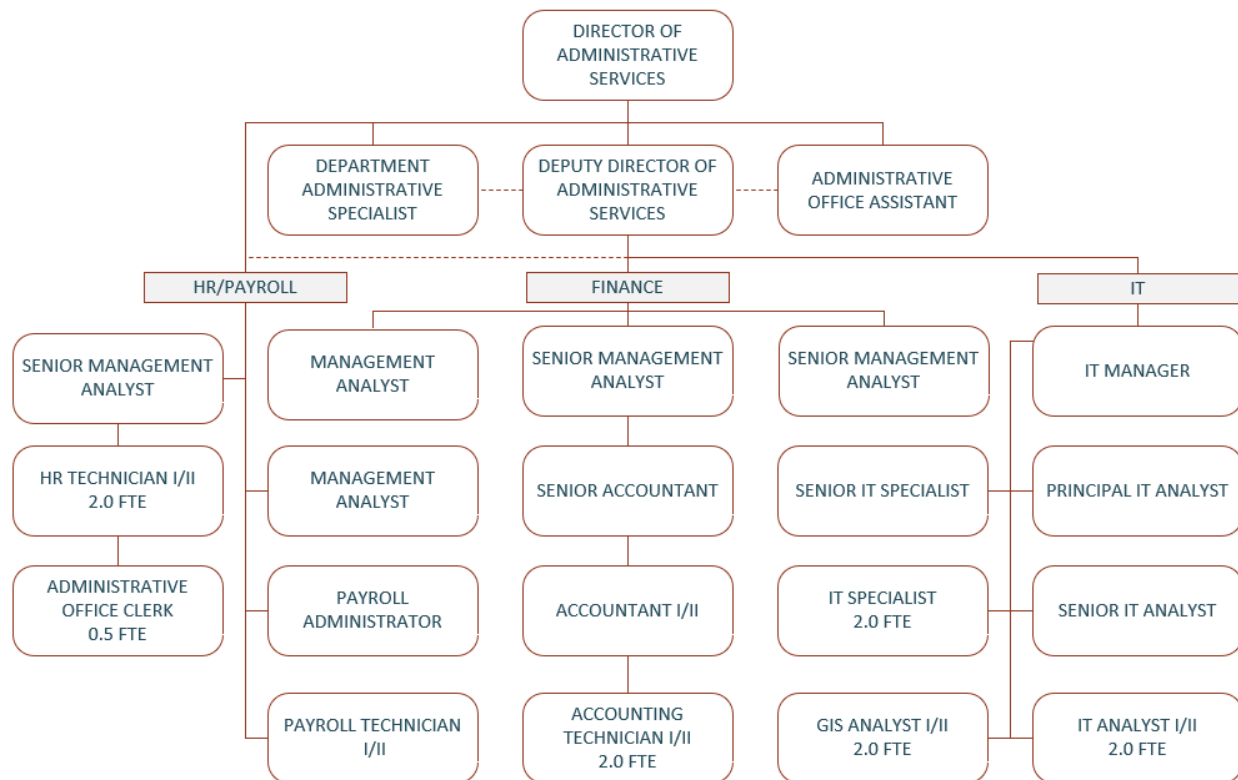 DIRECTOR OF
ADMINISTRATIVE
SERVICES
DEPARTMENT
ADMINISTRATIVE
SPECIALIST
DEPUTY DIRECTOR OF
ADMINISTRATIVE
SERVICES
ADMINISTRATIVE
OFFICE ASSISTANT
HR/PAYROLL
FINANCE
IT
SENIOR MANAGEMENT
ANALYST
MANAGEMENT
ANALYST
SENIOR MANAGEMENT
ANALYST
SENIOR MANAGEMENT
ANALYST
IT MANAGER
HR TECHNICIAN I/II
2.0 FTE
MANAGEMENT
ANALYST
SENIOR ACCOUNTANT
SENIOR IT SPECIALIST
PRINCIPAL IT ANALYST
ADMINISTRATIVE
OFFICE CLERK
0.5 FTE
PAYROLL
ADMINISTRATOR
ACCOUNTANT I/II
IT SPECIALIST
2.0 FTE
SENIOR IT ANALYST
PAYROLL TECHNICIAN
I/II
ACCOUNTING
TECHNICIAN I/II
2.0 FTE
GIS ANALYST I/II
2.0 FTE
IT ANALYST I/II
2.0 FTE